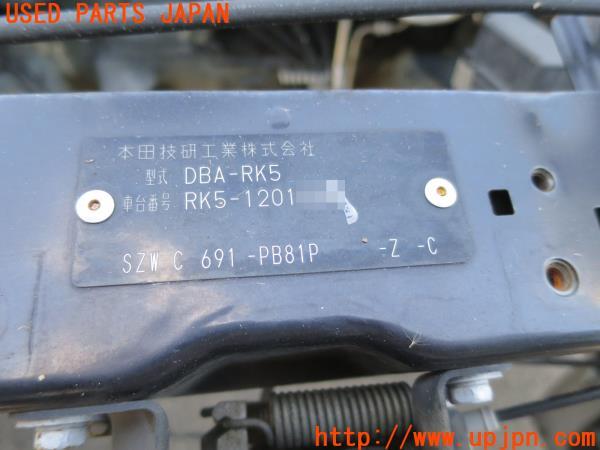 USED PARTS JAPAN
本田技研工業株式会社
型式 DBA-RK5
車台番号 RK5-1201
SZW C 691 -PB81P -Z -C
UPJ http://www.upjpn.com